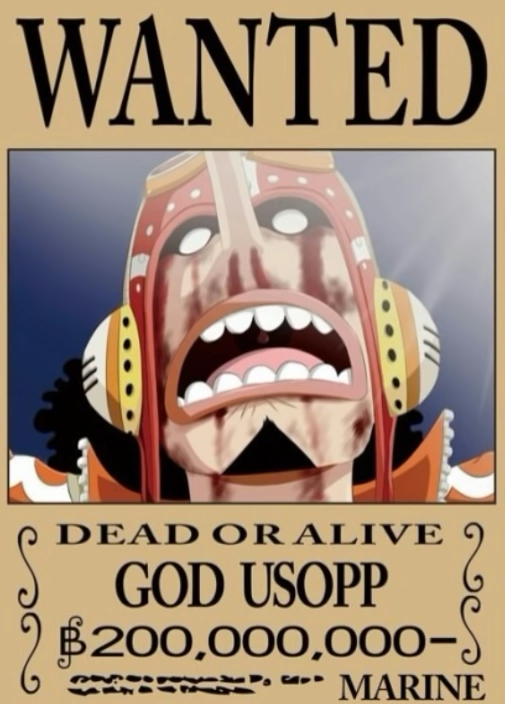 WANTED
DEAD OR ALIVE
GOD USOPP
฿200,000,000-
MARINE